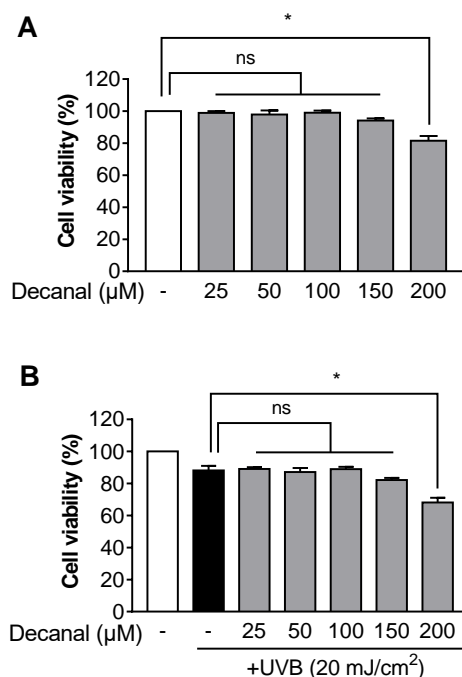 A
*
ns
120
100
80
60
40
20
0
Cell viability (%)
Decanal (μM) - 25 50 100 150 200
B
*
ns
120
100
80
60
40
20
0
Cell viability (%)
Decanal (μM) - - 25 50 100 150 200
+UVB (20 mJ/cm²)